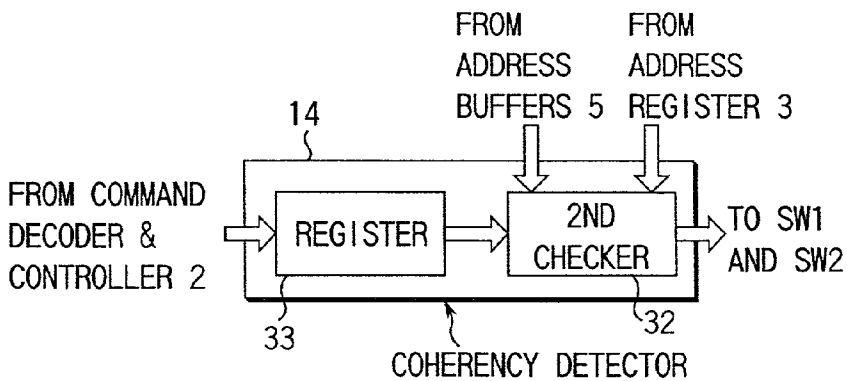 FROM
ADDRESS
BUFFERS 5
FROM
ADDRESS
REGISTER 3
14
FROM COMMAND
DECODER &
CONTROLLER 2
REGISTER
2ND
CHECKER
TO SW1
AND SW2
33
32
COHERENCY DETECTOR